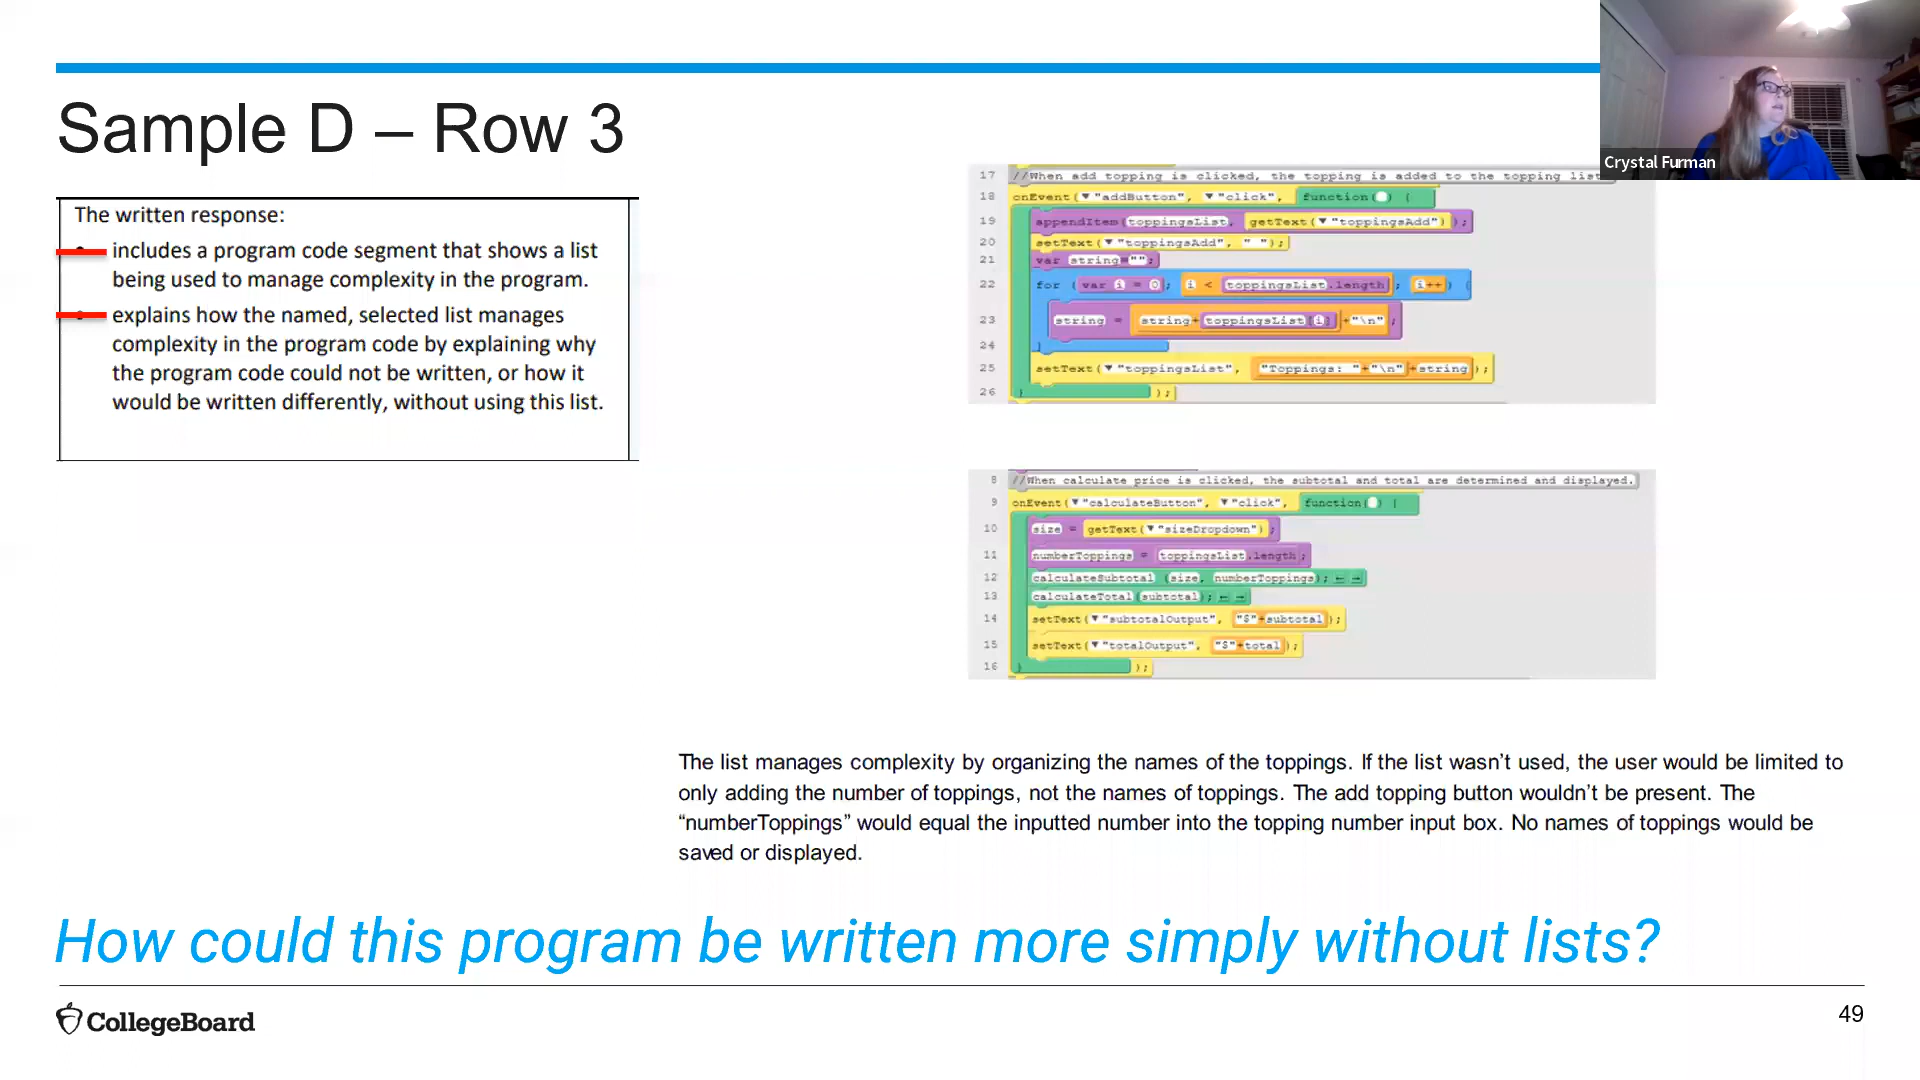 Crystal Furman
Sample D – Row 3
The written response:
• includes a program code segment that shows a list
being used to manage complexity in the program.
• explains how the named, selected list manages
complexity in the program code by explaining why
the program code could not be written, or how it
would be written differently, without using this list.
17 //When add topping is clicked, the topping is added to the topping list
18 onEvent(▼"addButton", ▼"click", function( ) {
19 appendItem(toppingsList, getText(▼"toppingsAdd"));
20 setText(▼"toppingsAdd", " ");
21 var string="";
22 for (var i = 0; i < toppingsList.length; i++) {
23 string = string+toppingsList[i]+"\n";
24 }
25 setText(▼"toppingsList", "Toppings: "+"\n"+string);
26 });
8 //When calculate price is clicked, the subtotal and total are determined and displayed.
9 onEvent(▼"calculateButton", ▼"click", function( ) {
10 size = getText(▼"sizeDropdown");
11 numberToppings = toppingsList.length;
12 calculateSubtotal (size, numberToppings); ← →
13 calculateTotal(subtotal); ← →
14 setText(▼"subtotalOutput", "$"+subtotal);
15 setText(▼"totalOutput", "$"+total);
16 });
The list manages complexity by organizing the names of the toppings. If the list wasn't used, the user would be limited to
only adding the number of toppings, not the names of toppings. The add topping button wouldn't be present. The
“numberToppings” would equal the inputted number into the topping number input box. No names of toppings would be
saved or displayed.
How could this program be written more simply without lists?
CollegeBoard
49